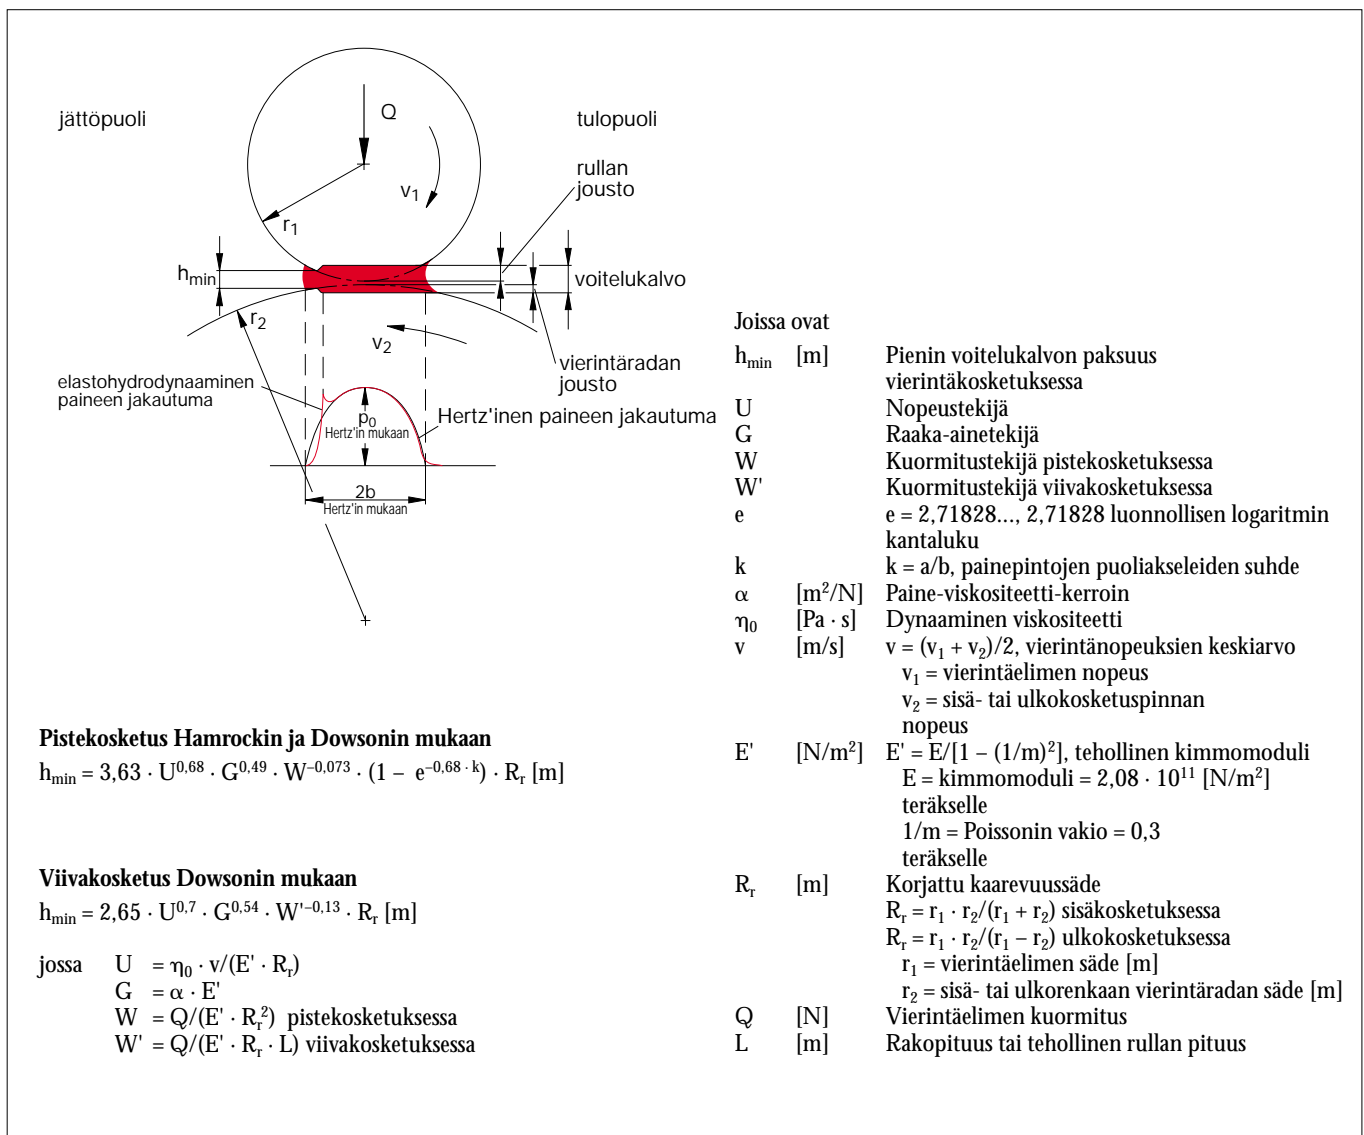 jättöpuoli
Q
tulopuoli
rullan
jousto
v₁
r₁
hmin
voitelukalvo
r₂
v₂
vierintäradan
jousto
elastohydrodynaaminen
paineen jakautuma
p₀
Hertz'in mukaan
Hertz'inen paineen jakautuma
2b
Hertz'in mukaan
Pistekosketus Hamrockin ja Dowsonin mukaan
hmin = 3,63 · U^0,68 · G^0,49 · W^–0,073 · (1 – e^–0,68 · k) · Rr [m]
Viivakosketus Dowsonin mukaan
hmin = 2,65 · U^0,7 · G^0,54 · W'^–0,13 · Rr [m]
jossa U = η₀ · v/(E' · Rr)
G = α · E'
W = Q/(E' · Rr²) pistekosketuksessa
W' = Q/(E' · Rr · L) viivakosketuksessa
Joissa ovat
hmin [m] Pienin voitelukalvon paksuus
vierintäkosketuksessa
U Nopeustekijä
G Raaka-ainetekijä
W Kuormitustekijä pistekosketuksessa
W' Kuormitustekijä viivakosketuksessa
e e = 2,71828..., 2,71828 luonnollisen logaritmin
kantaluku
k k = a/b, painepintojen puoliakseleiden suhde
α [m²/N] Paine-viskositeetti-kerroin
η₀ [Pa · s] Dynaaminen viskositeetti
v [m/s] v = (v₁ + v₂)/2, vierintänopeuksien keskiarvo
v₁ = vierintäelimen nopeus
v₂ = sisä- tai ulkokosketuspinnan
nopeus
E' [N/m²] E' = E/[1 – (1/m)²], tehollinen kimmomoduli
E = kimmomoduli = 2,08 · 10¹¹ [N/m²]
teräkselle
1/m = Poissonin vakio = 0,3
teräkselle
Rr [m] Korjattu kaarevuussäde
Rr = r₁ · r₂/(r₁ + r₂) sisäkosketuksessa
Rr = r₁ · r₂/(r₁ – r₂) ulkokosketuksessa
r₁ = vierintäelimen säde [m]
r₂ = sisä- tai ulkorenkaan vierintäradan säde [m]
Q [N] Vierintäelimen kuormitus
L [m] Rakopituus tai tehollinen rullan pituus